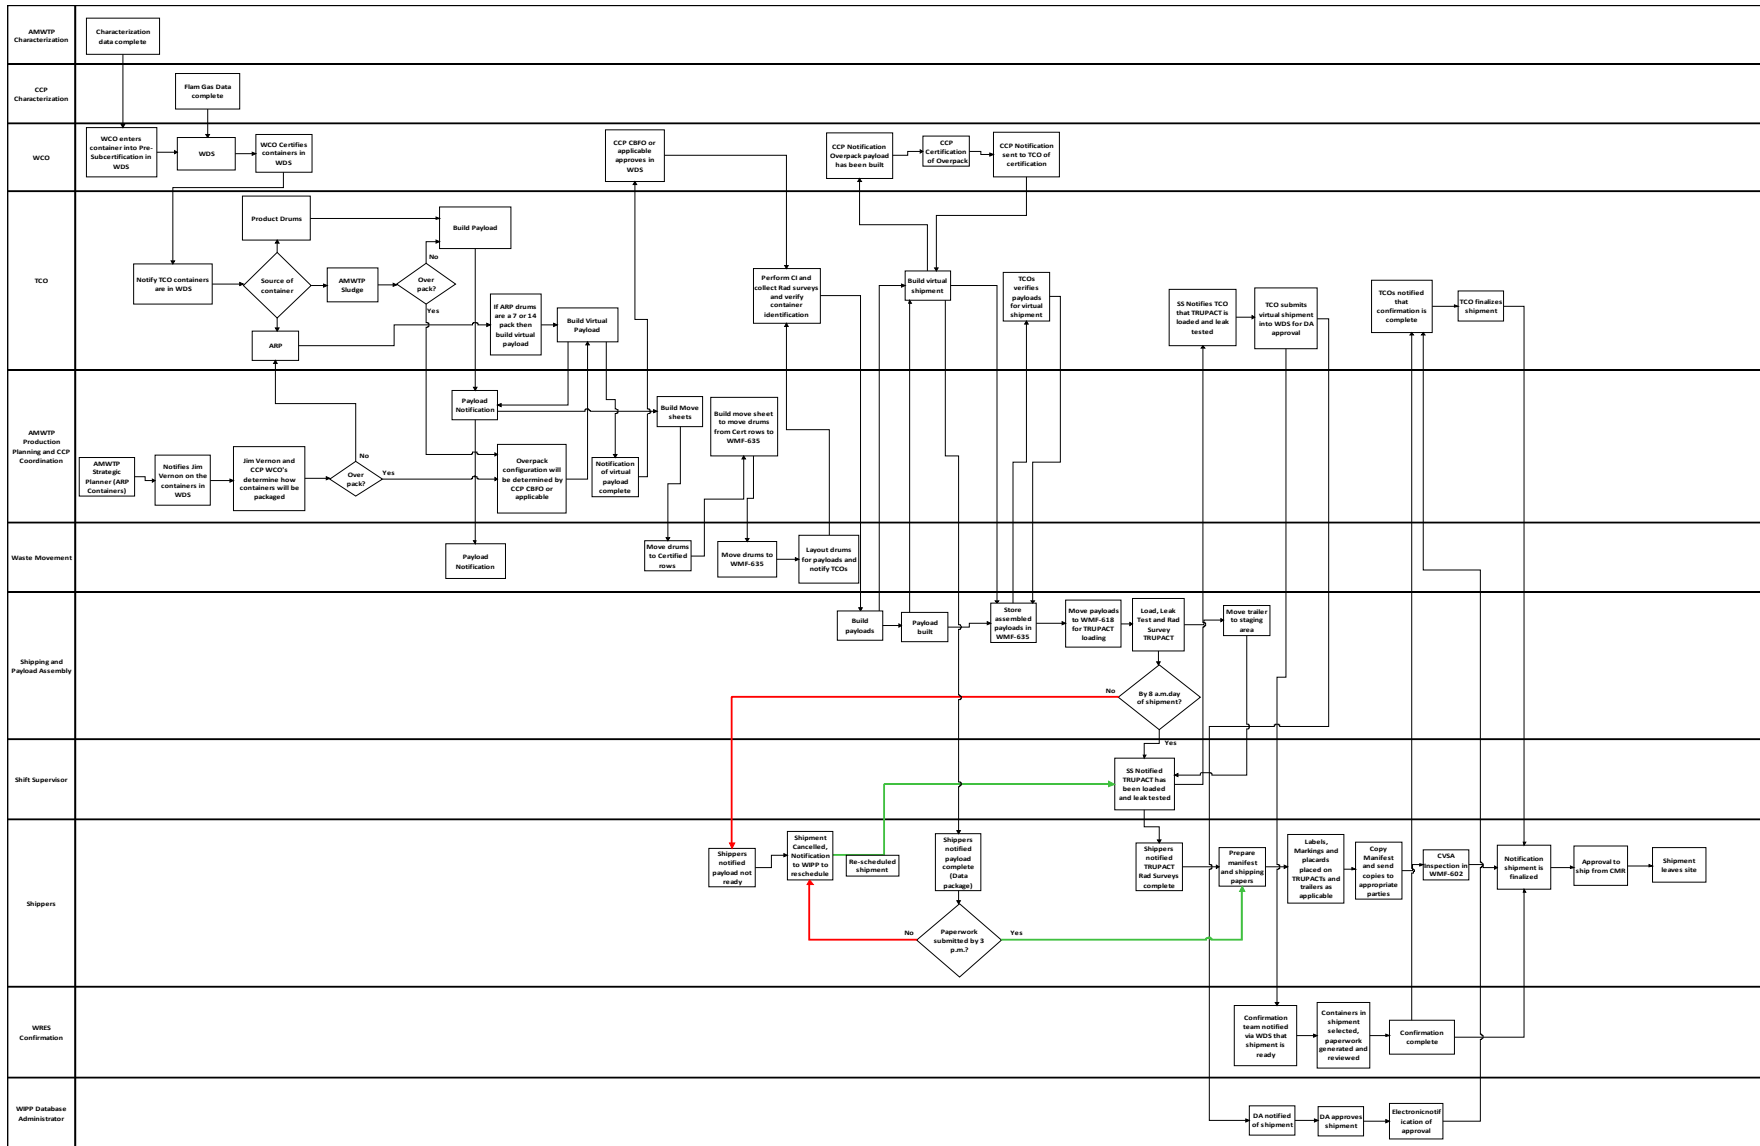 AMWTP
Characterization
Characterization
data complete
CCP
Characterization
Flam Gas Data
complete
WCO
WCO enters
container into Pre-
Subcertification in
WDS
WDS
WCO Certifies
containers in
WDS
CCP CBFO or
applicable
approves in
WDS
CCP Notification
Overpack payload
has been built
CCP
Certification
of Overpack
CCP Notification
sent to TCO of
certification
TCO
Product Drums
Build Payload
No
Notify TCO containers
are in WDS
Source of
container
AMWTP
Sludge
Over
pack?
Yes
ARP
If ARP drums
are a 7 or 14
pack then
build virtual
payload
Build Virtual
Payload
Perform CI and
collect Rad surveys
and verify
container
identification
Build virtual
shipment
TCOs
verifies
payloads
for virtual
shipment
SS Notifies TCO
that TRUPACT is
loaded and leak
tested
TCO submits
virtual shipment
into WDS for DA
approval
TCOs notified
that
confirmation is
complete
TCO finalizes
shipment
AMWTP
Production
Planning and CCP
Coordination
AMWTP
Strategic
Planner (ARP
Containers)
Notifies Jim
Vernon on the
containers in
WDS
Jim Vernon and
CCP WCO's
determine how
containers will be
packaged
Over
pack?
No
Yes
Payload
Notification
Overpack
configuration will
be determined by
CCP CBFO or
applicable
Notification
of virtual
payload
complete
Build Move
sheets
Build move sheet
to move drums
from Cert rows to
WMF-635
Waste Movement
Payload
Notification
Move drums
to Certified
rows
Move drums to
WMF-635
Layout drums
for payloads and
notify TCOs
Shipping and
Payload Assembly
Build
payloads
Payload
built
Store
assembled
payloads in
WMF-635
Move payloads
to WMF-618
for TRUPACT
loading
Load, Leak
Test and Rad
Survey
TRUPACT
Move trailer
to staging
area
No
By 8 a.m.day
of shipment?
Yes
Shift Supervisor
SS Notified
TRUPACT has
been loaded
and leak tested
Shippers
Shippers
notified
payload not
ready
Shipment
Cancelled,
Notification
to WIPP to
reschedule
Re-scheduled
shipment
Shippers
notified
payload
complete
(Data
package)
No
Paperwork
submitted by 3
p.m.?
Yes
Shippers
notified
TRUPACT
Rad Surveys
complete
Prepare
manifest
and shipping
papers
Labels,
Markings and
placards
placed on
TRUPACTs and
trailers as
applicable
Copy
Manifest
and send
copies to
appropriate
parties
CVSA
Inspection in
WMF-602
Notification
shipment is
finalized
Approval to
ship from CMR
Shipment
leaves site
WRES
Confirmation
Confirmation
team notified
via WDS that
shipment is
ready
Containers in
shipment
selected,
paperwork
generated and
reviewed
Confirmation
complete
WIPP Database
Administrator
DA notified
of shipment
DA approves
shipment
Electronicnotif
ication of
approval